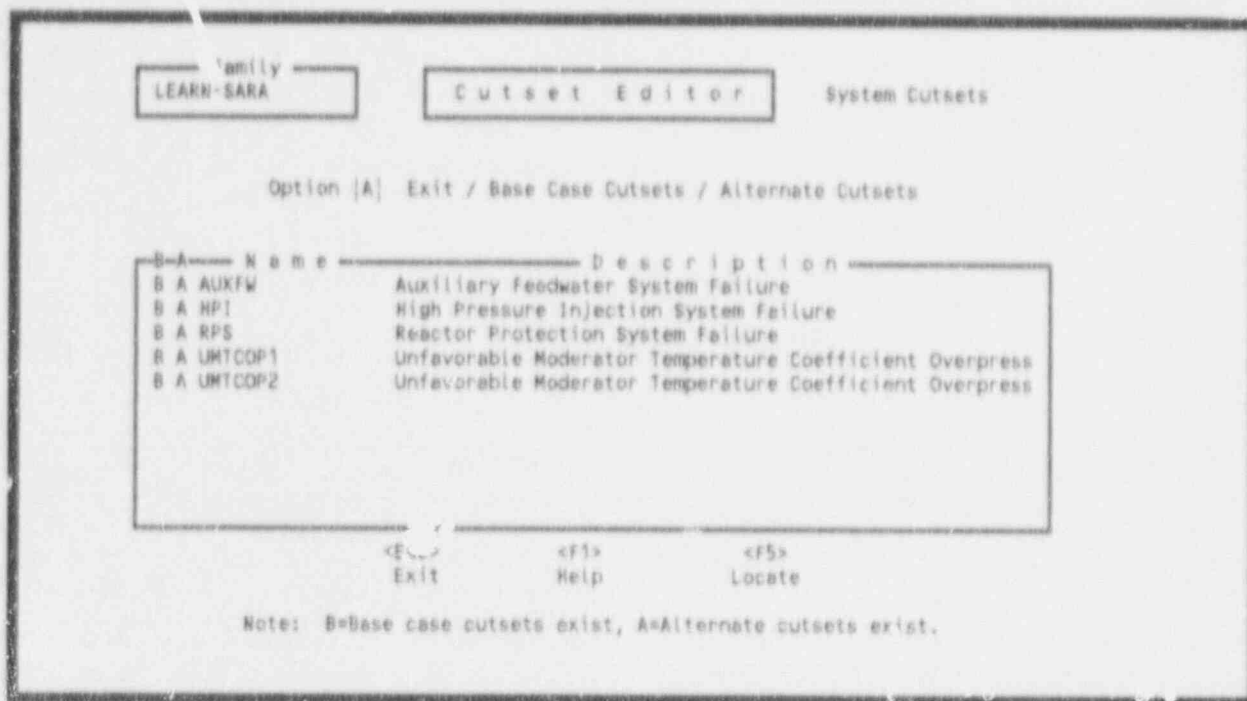 amily
LEARN-SARA
Cutset Editor
System Cutsets
Option |A| Exit / Base Case Cutsets / Alternate Cutsets
B A Name Description
B A AUXFW Auxiliary Feedwater System Failure
B A HPI High Pressure Injection System Failure
B A RPS Reactor Protection System Failure
B A UMTCOP1 Unfavorable Moderator Temperature Coefficient Overpress
B A UMTCOP2 Unfavorable Moderator Temperature Coefficient Overpress
<F1> <F5>
Exit Help Locate
Note: B=Base case cutsets exist, A=Alternate cutsets exist.